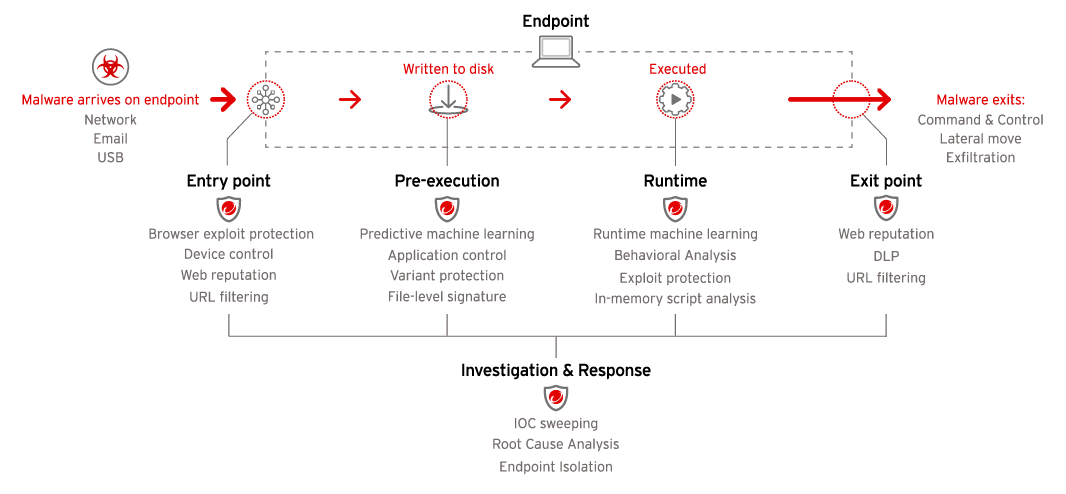 Endpoint
Malware arrives on endpoint
Network
Email
USB
Written to disk
Executed
Malware exits:
Command & Control
Lateral move
Exfiltration
Entry point
Browser exploit protection
Device control
Web reputation
URL filtering
Pre-execution
Predictive machine learning
Application control
Variant protection
File-level signature
Runtime
Runtime machine learning
Behavioral Analysis
Exploit protection
In-memory script analysis
Exit point
Web reputation
DLP
URL filtering
Investigation & Response
IOC sweeping
Root Cause Analysis
Endpoint Isolation